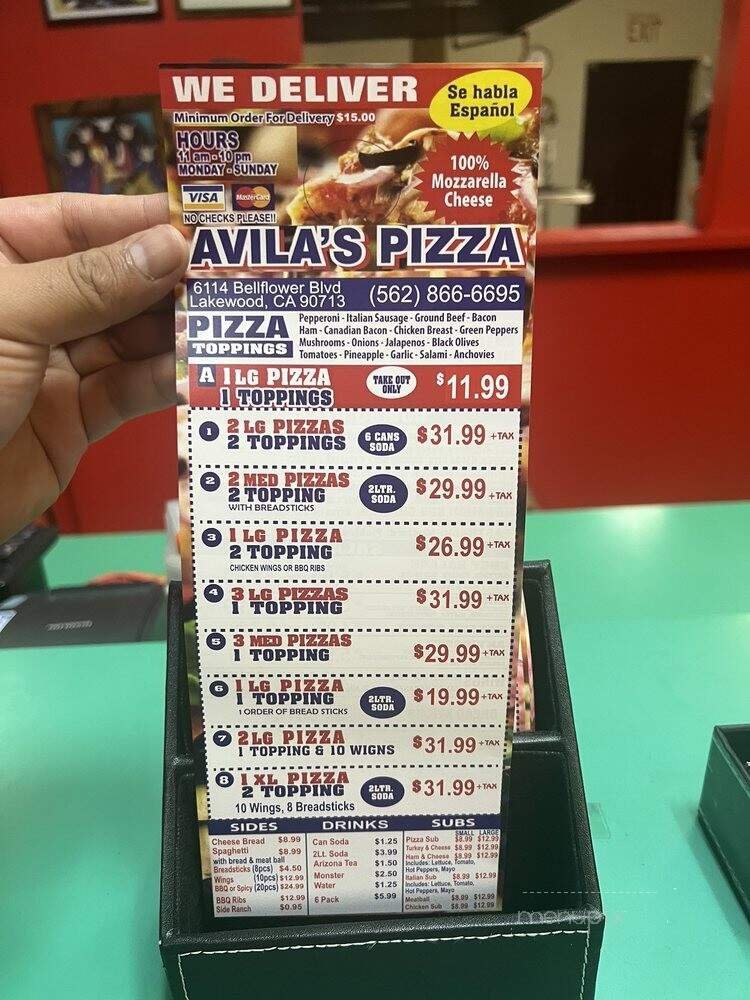 EXIT
WE DELIVER
Se habla
Español
Minimum Order For Delivery $15.00
HOURS
11 am - 10 pm
MONDAY - SUNDAY
100%
Mozzarella
Cheese
VISA MasterCard
NO CHECKS PLEASE!!
AVILA'S PIZZA
6114 Bellflower Blvd
Lakewood, CA 90713
(562) 866-6695
PIZZA
TOPPINGS
Pepperoni - Italian Sausage - Ground Beef - Bacon
Ham - Canadian Bacon - Chicken Breast - Green Peppers
Mushrooms - Onions - Jalapenos - Black Olives
Tomatoes - Pineapple - Garlic - Salami - Anchovies
A 1 LG PIZZA
1 TOPPINGS
TAKE OUT
ONLY
$11.99
1 2 LG PIZZAS
2 TOPPINGS
6 CANS
SODA
$31.99 +TAX
2 2 MED PIZZAS
2 TOPPING
WITH BREADSTICKS
2LTR.
SODA
$29.99 +TAX
3 1 LG PIZZA
2 TOPPING
CHICKEN WINGS OR BBQ RIBS
$26.99 +TAX
4 3 LG PIZZAS
1 TOPPING
$31.99 +TAX
5 3 MED PIZZAS
1 TOPPING
$29.99 +TAX
6 1 LG PIZZA
1 TOPPING
1 ORDER OF BREAD STICKS
2LTR.
SODA
$19.99 +TAX
7 2 LG PIZZA
1 TOPPING & 10 WIGNS
$31.99 +TAX
8 1 XL PIZZA
2 TOPPING
10 Wings, 8 Breadsticks
2LTR.
SODA
$31.99 +TAX
SIDES
Cheese Bread $8.99
Spaghetti $8.99
with bread & meat ball
Breadsticks (8pcs) $4.50
Wings (10pcs) $12.99
BBQ or Spicy (20pcs) $24.99
BBQ Ribs $12.99
Side Ranch $0.95
DRINKS
Can Soda $1.25
2Lt. Soda $3.99
Arizona Tea $1.50
Monster $2.50
Water $1.25
6 Pack $5.99
SUBS
SMALL LARGE
Pizza Sub $8.99 $12.99
Turkey & Cheese $8.99 $12.99
Ham & Cheese $8.99 $12.99
Includes: Lettuce, Tomato,
Hot Peppers, Mayo
Italian Sub $8.99 $12.99
Includes: Lettuce, Tomato,
Hot Peppers, Mayo
Meatball $8.99 $12.99
Chicken Sub $8.99 $12.99